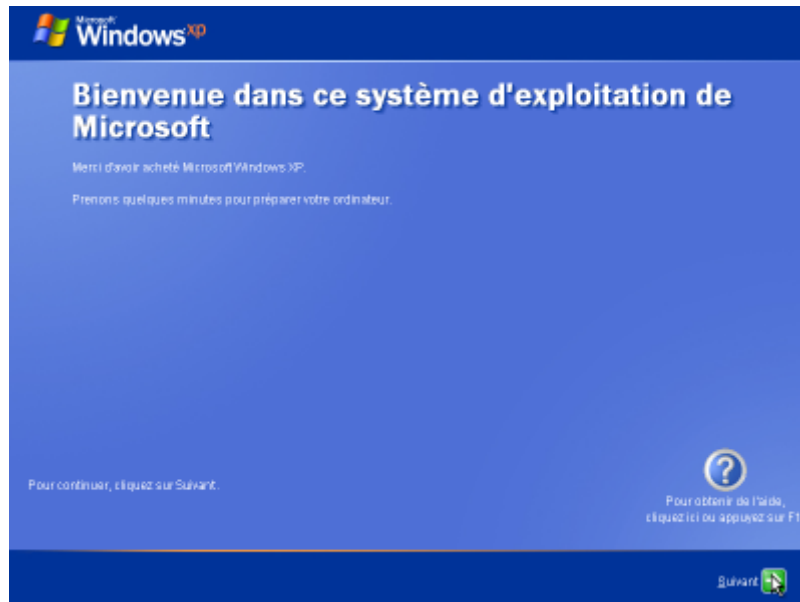 Microsoft
Windows xp
Bienvenue dans ce système d'exploitation de
Microsoft
Merci d'avoir acheté Microsoft Windows XP.
Prenons quelques minutes pour préparer votre ordinateur.
Pour continuer, cliquez sur Suivant.
Pour obtenir de l'aide,
cliquez ici ou appuyez sur F1
Suivant